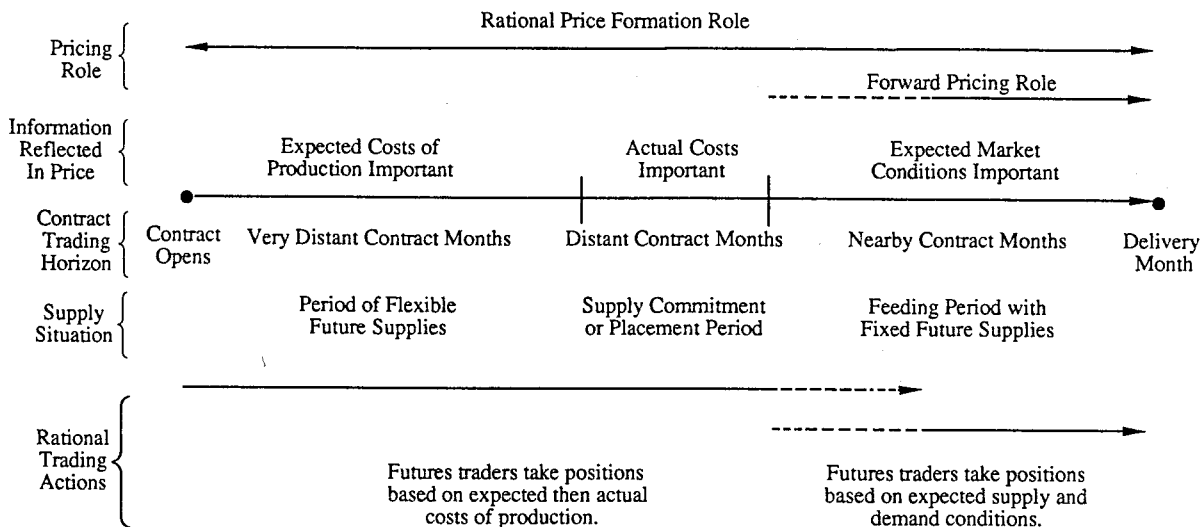 Rational Price Formation Role
Pricing
Role
Forward Pricing Role
Information
Reflected
In Price
Expected Costs of
Production Important
Actual Costs
Important
Expected Market
Conditions Important
Contract
Trading
Horizon
Contract
Opens
Very Distant Contract Months
Distant Contract Months
Nearby Contract Months
Delivery
Month
Supply
Situation
Period of Flexible
Future Supplies
Supply Commitment
or Placement Period
Feeding Period with
Fixed Future Supplies
Rational
Trading
Actions
Futures traders take positions
based on expected then actual
costs of production.
Futures traders take positions
based on expected supply and
demand conditions.